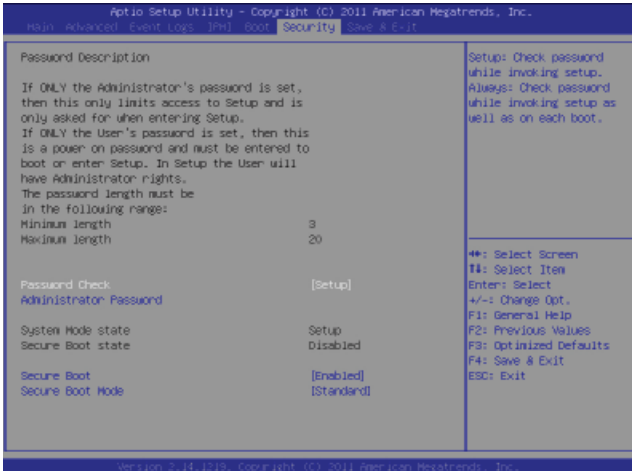 Aptio Setup Utility - Copyright (C) 2011 American Megatrends, Inc.
Main Advanced Event Logs IPMI Boot Security Save & Exit
Password Description
If ONLY the Administrator's password is set,
then this only limits access to Setup and is
only asked for when entering Setup.
If ONLY the User's password is set, then this
is a power on password and must be entered to
boot or enter Setup. In Setup the User will
have Administrator rights.
The password length must be
in the following range:
Minimum length 3
Maximum length 20
Password Check [Setup]
Administrator Password
System Mode state Setup
Secure Boot state Disabled
Secure Boot [Enabled]
Secure Boot Mode [Standard]
Setup: Check password
while invoking setup.
Always: Check password
while invoking setup as
well as on each boot.
↔: Select Screen
↑↓: Select Item
Enter: Select
+/-: Change Opt.
F1: General Help
F2: Previous Values
F3: Optimized Defaults
F4: Save & Exit
ESC: Exit
Version 2.14.1219. Copyright (C) 2011 American Megatrends, Inc.